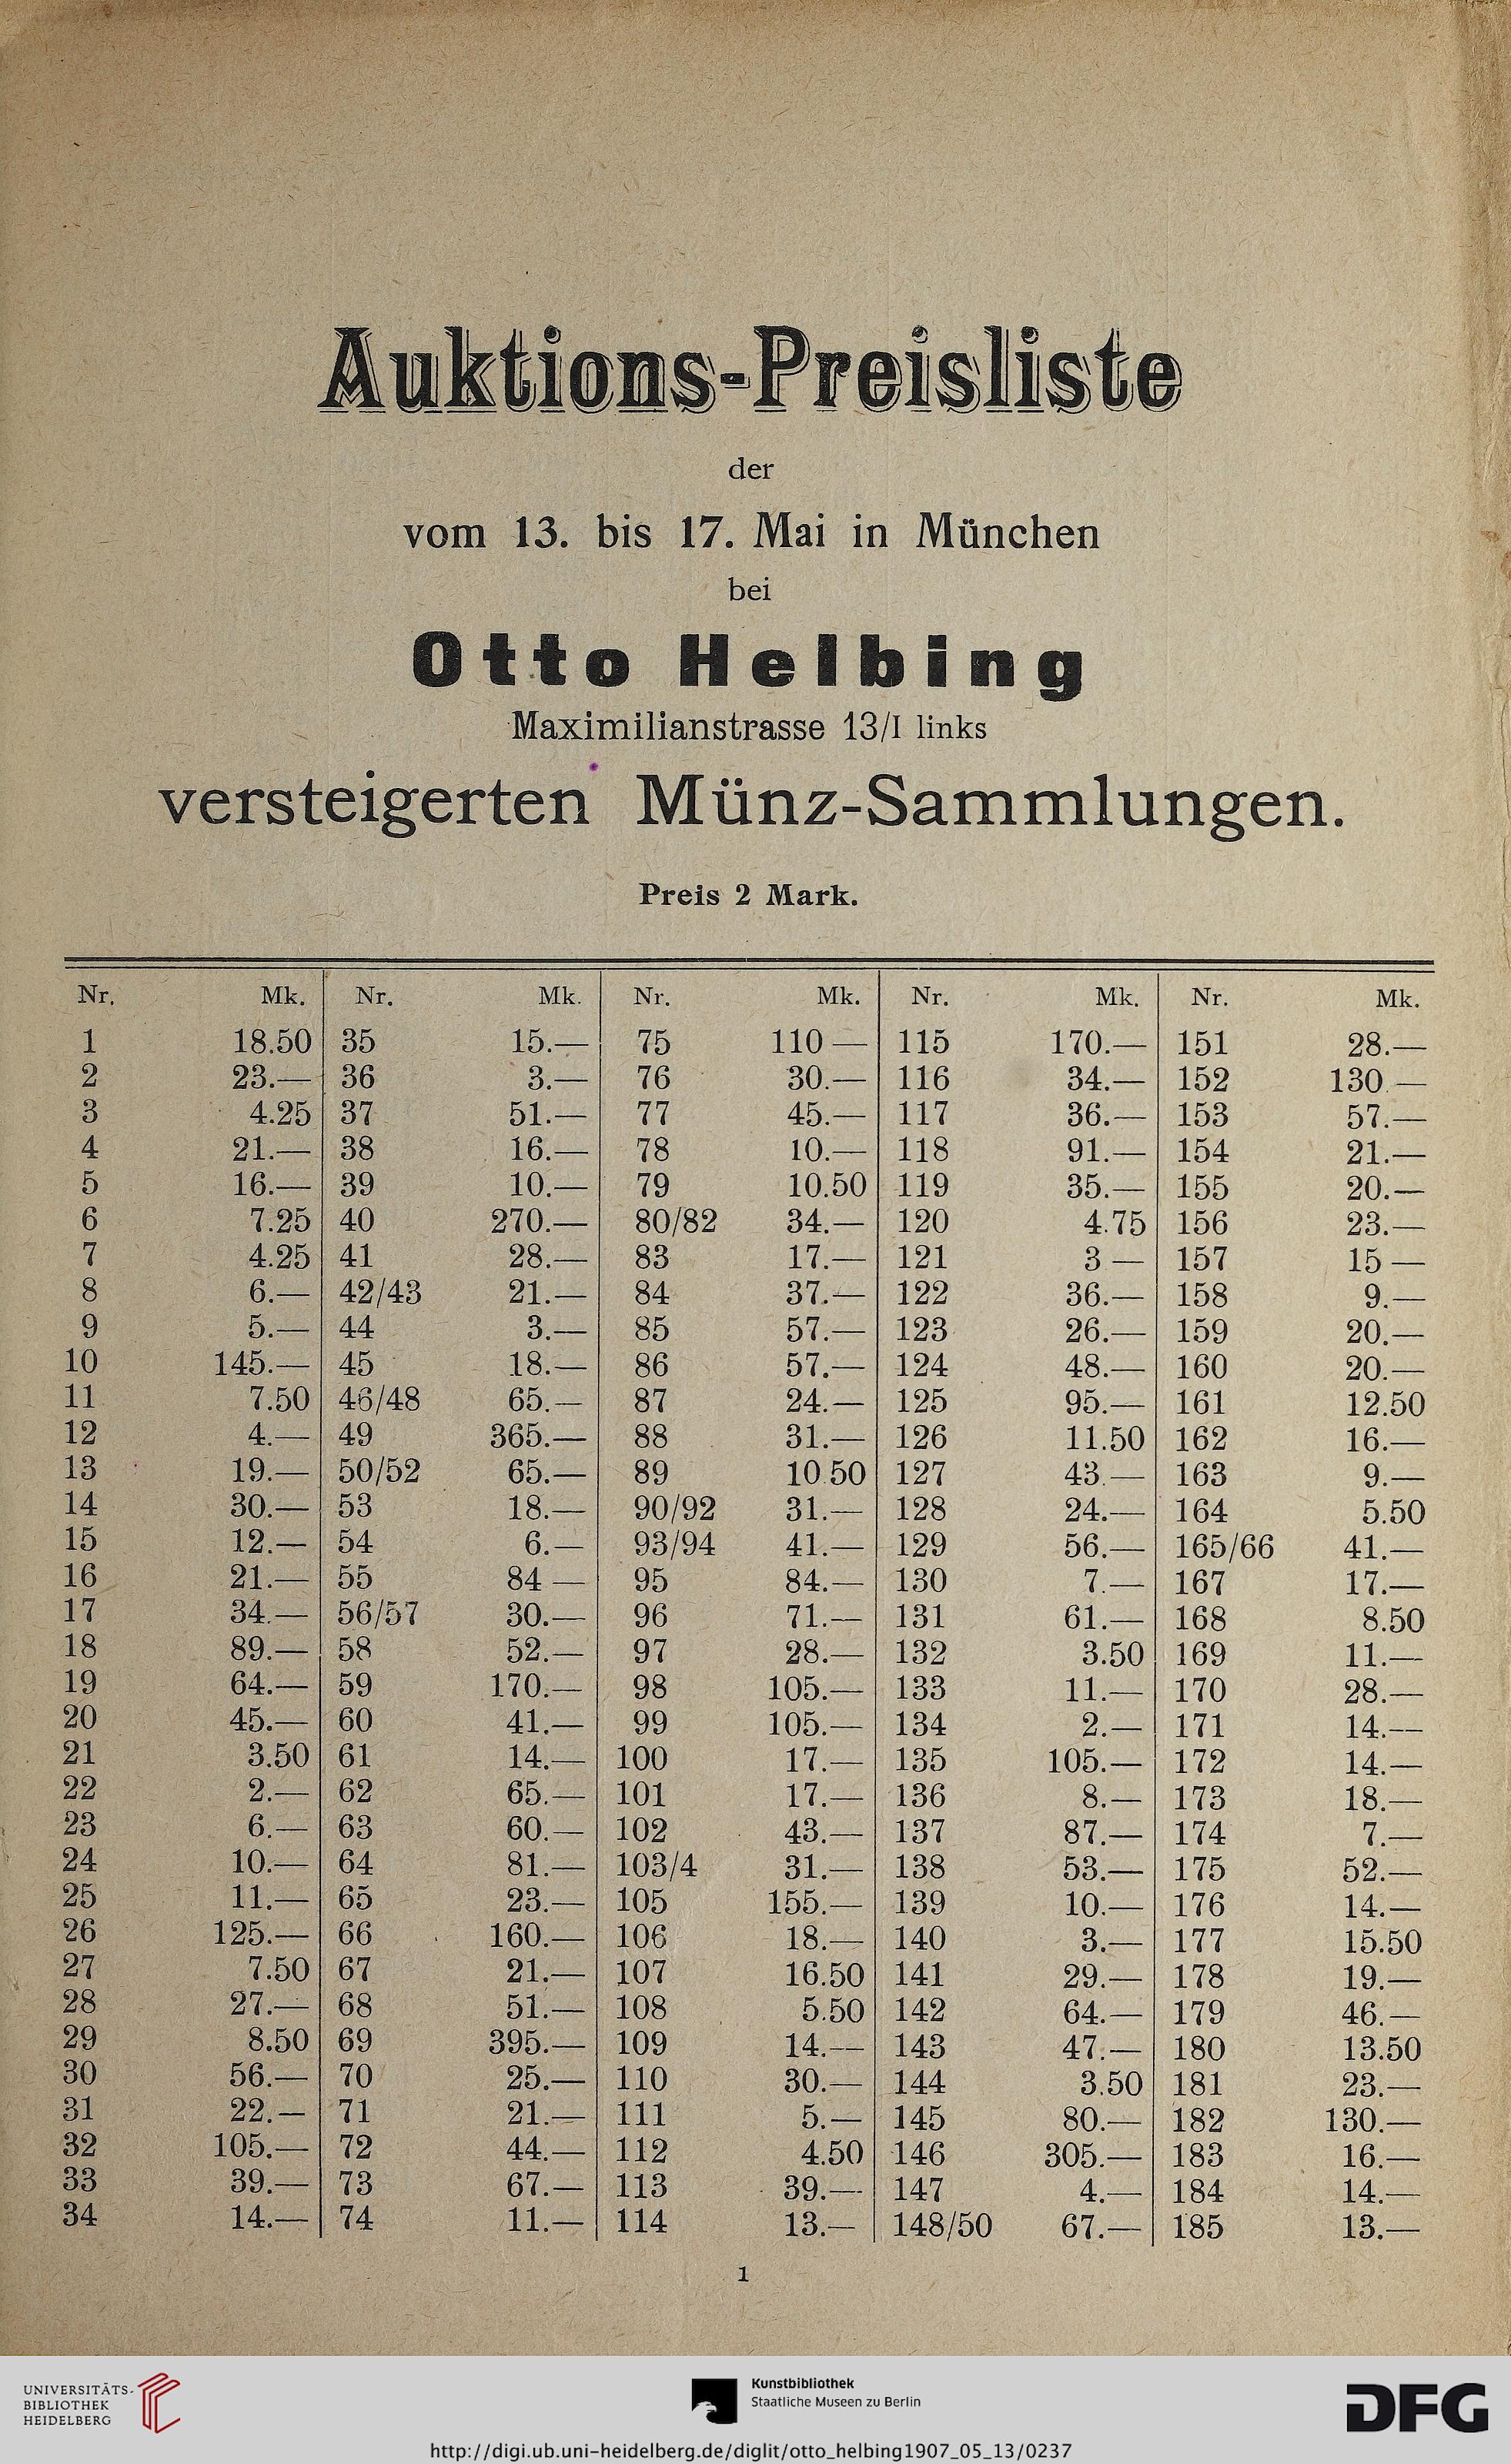 Auktions-Preisliste
der
vom 13. bis 17. Mai in München
bei
Otto Helbing
Maximilianstrasse 13/I links
versteigerten Münz-Sammlungen.
Preis 2 Mark.
Nr. Mk. Nr. Mk. Nr. Mk. Nr. Mk. Nr. Mk.
1 18.50 35 15.— 75 110 — 115 170.— 151 28.—
2 23.— 36 3.— 76 30.— 116 34.— 152 130.—
3 4.25 37 51.— 77 45.— 117 36.— 153 57.—
4 21.— 38 16.— 78 10.— 118 91.— 154 21.—
5 16.— 39 10.— 79 10.50 119 35.— 155 20.—
6 7.25 40 270.— 80/82 34.— 120 4.75 156 23.—
7 4.25 41 28.— 83 17.— 121 3 — 157 15 —
8 6.— 42/43 21.— 84 37.— 122 36.— 158 9.—
9 5.— 44 3.— 85 57.— 123 26.— 159 20.—
10 145.— 45 18.— 86 57.— 124 48.— 160 20.—
11 7.50 46/48 65.— 87 24.— 125 95.— 161 12.50
12 4.— 49 365.— 88 31.— 126 11.50 162 16.—
13 19.— 50/52 65.— 89 10.50 127 43.— 163 9.—
14 30.— 53 18.— 90/92 31.— 128 24.— 164 5.50
15 12.— 54 6.— 93/94 41.— 129 56.— 165/66 41.—
16 21.— 55 84 — 95 84.— 130 7.— 167 17.—
17 34.— 56/57 30.— 96 71.— 131 61.— 168 8.50
18 89.— 58 52.— 97 28.— 132 3.50 169 11.—
19 64.— 59 170.— 98 105.— 133 11.— 170 28.—
20 45.— 60 41.— 99 105.— 134 2.— 171 14.—
21 3.50 61 14.— 100 17.— 135 105.— 172 14.—
22 2.— 62 65.— 101 17.— 136 8.— 173 18.—
23 6.— 63 60.— 102 43.— 137 87.— 174 7.—
24 10.— 64 81.— 103/4 31.— 138 53.— 175 52.—
25 11.— 65 23.— 105 155.— 139 10.— 176 14.—
26 125.— 66 160.— 106 18.— 140 3.— 177 15.50
27 7.50 67 21.— 107 16.50 141 29.— 178 19.—
28 27.— 68 51.— 108 5.50 142 64.— 179 46.—
29 8.50 69 395.— 109 14.— 143 47.— 180 13.50
30 56.— 70 25.— 110 30.— 144 3.50 181 23.—
31 22.— 71 21.— 111 5.— 145 80.— 182 130.—
32 105.— 72 44.— 112 4.50 146 305.— 183 16.—
33 39.— 73 67.— 113 39.— 147 4.— 184 14.—
34 14.— 74 11.— 114 13.— 148/50 67.— 185 13.—
1
UNIVERSITÄTS-
BIBLIOTHEK
HEIDELBERG
Kunstbibliothek
Staatliche Museen zu Berlin
DFG
http://digi.ub.uni-heidelberg.de/diglit/otto_helbing1907_05_13/0237